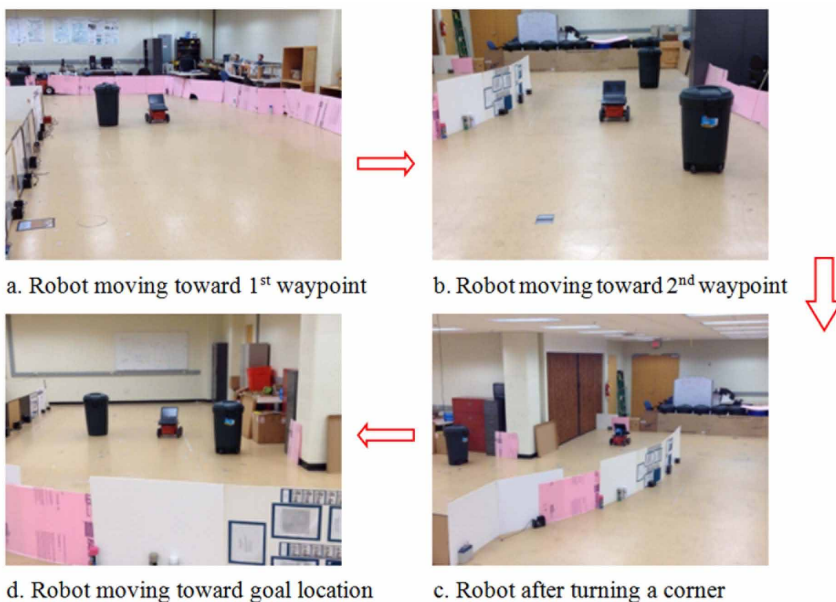 a. Robot moving toward 1st waypoint
b. Robot moving toward 2nd waypoint
d. Robot moving toward goal location
c. Robot after turning a corner